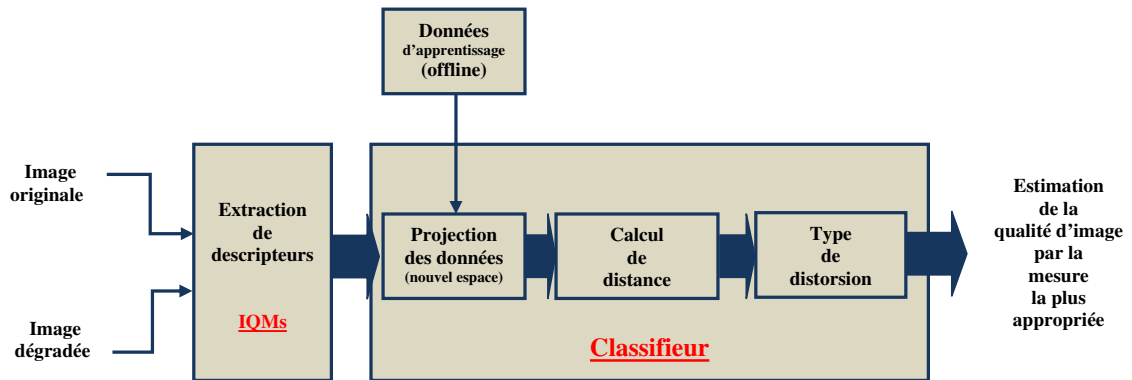 Données
d'apprentissage
(offline)
Image
originale
Image
dégradée
Extraction
de
descripteurs
IQMs
Projection
des données
(nouvel espace)
Calcul
de
distance
Type
de
distorsion
Classifieur
Estimation
de la
qualité d'image
par la
mesure
la plus
appropriée